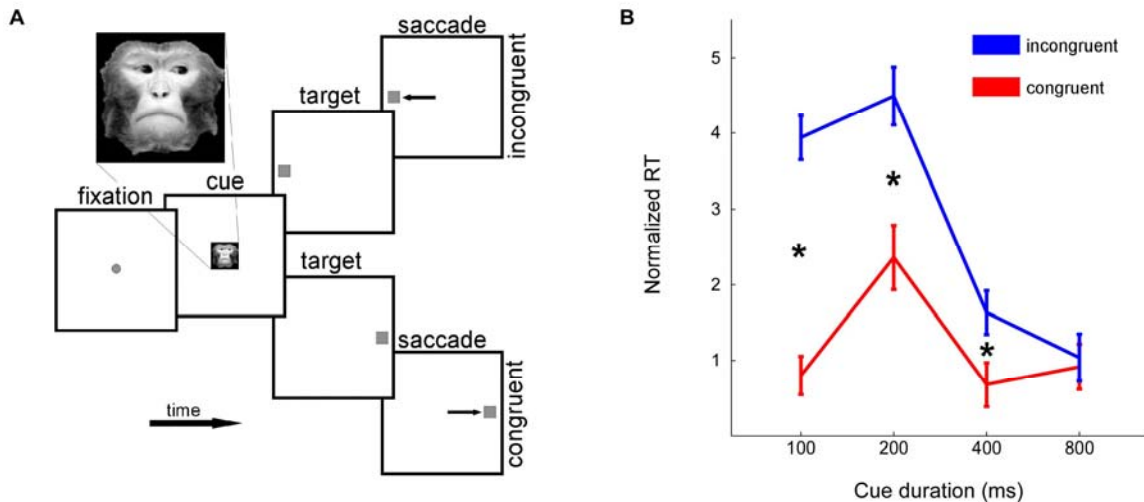 A
saccade
incongruent
target
fixation
cue
target
saccade
congruent
time
B
incongruent
congruent
Normalized RT
5
4
3
2
1
*
*
*
100 200 400 800
Cue duration (ms)